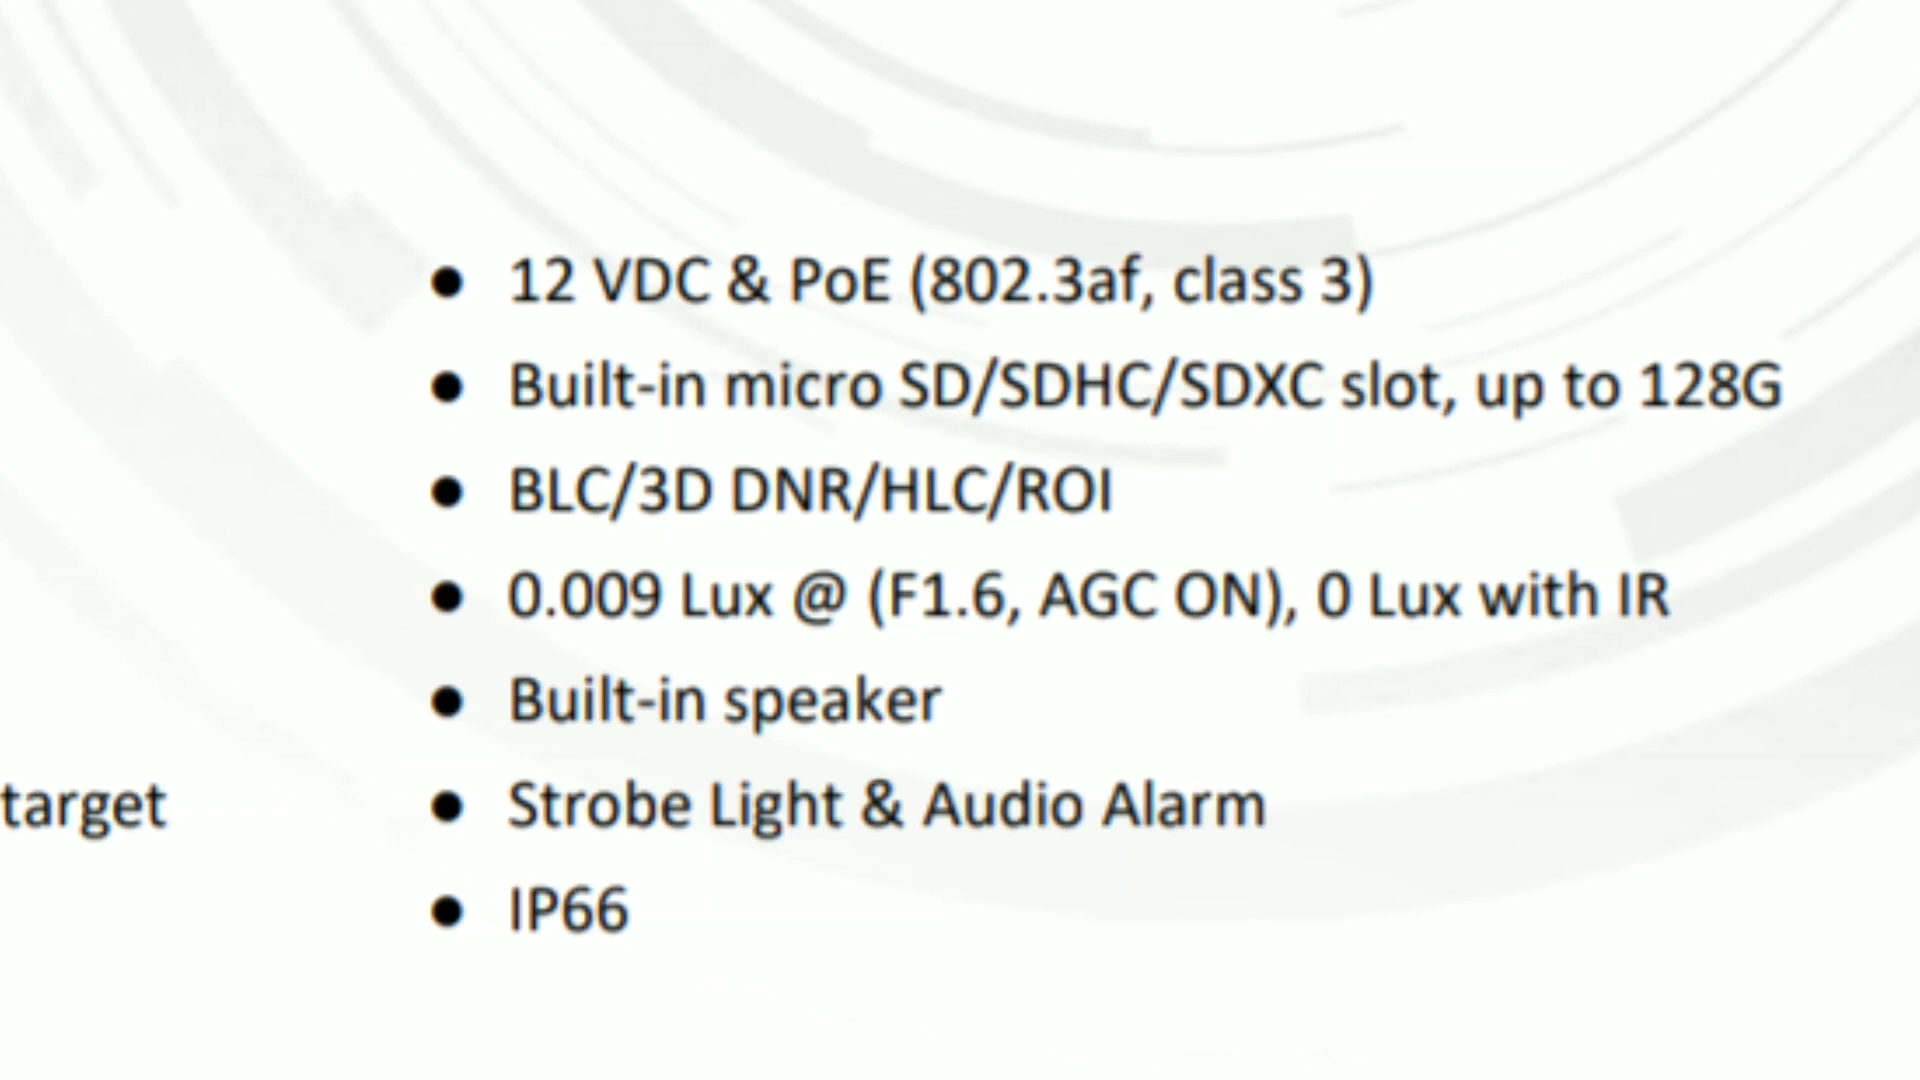 ● 12 VDC & PoE (802.3af, class 3)
● Built-in micro SD/SDHC/SDXC slot, up to 128G
● BLC/3D DNR/HLC/ROI
● 0.009 Lux @ (F1.6, AGC ON), 0 Lux with IR
● Built-in speaker
target ● Strobe Light & Audio Alarm
● IP66